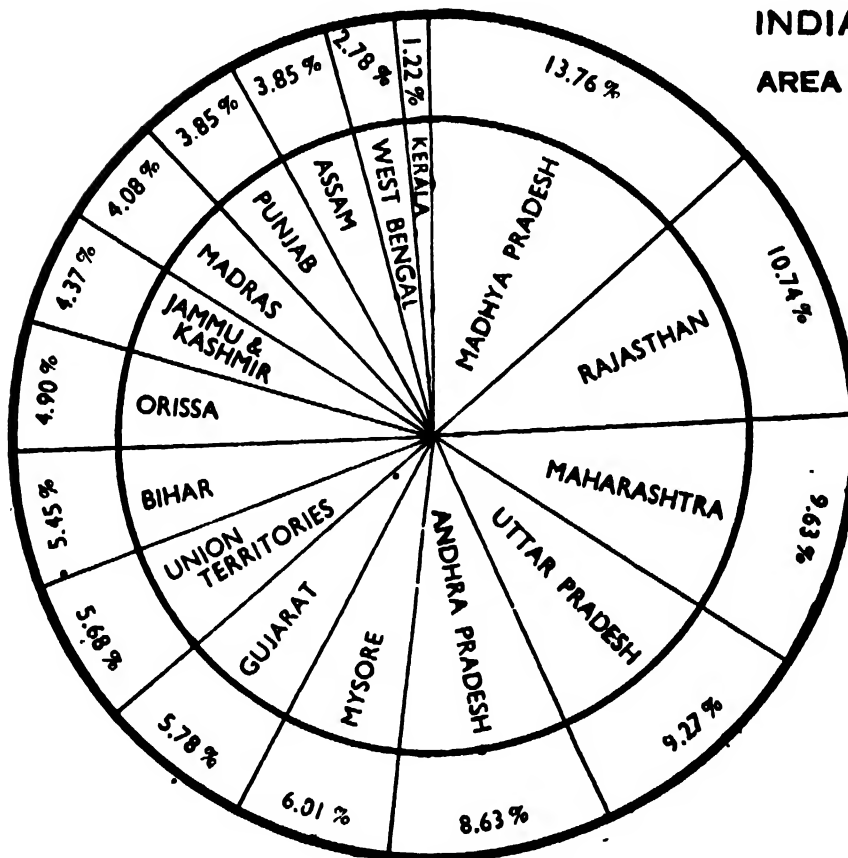 INDIA
AREA
13.76%
MADHYA PRADESH
10.74%
RAJASTHAN
9.63%
MAHARASHTRA
9.27%
UTTAR PRADESH
8.63%
ANDHRA PRADESH
6.01%
MYSORE
5.78%
GUJARAT
5.68%
UNION
TERRITORIES
5.45%
BIHAR
4.90%
ORISSA
4.37%
JAMMU &
KASHMIR
4.08%
MADRAS
3.85%
PUNJAB
3.85%
ASSAM
2.78%
WEST BENGAL
1.22%
KERALA